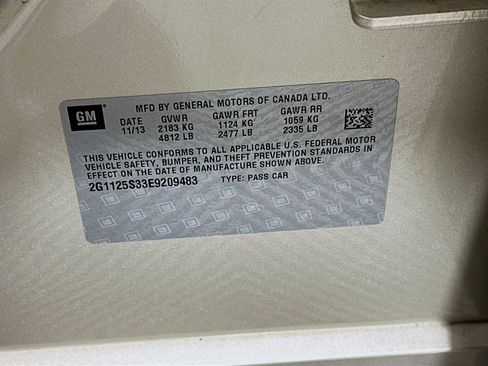 GM
MFD BY GENERAL MOTORS OF CANADA LTD.
DATE GVWR GAWR FRT GAWR RR
11/13 2183 KG 1124 KG 1059 KG
4812 LB 2477 LB 2335 LB
THIS VEHICLE CONFORMS TO ALL APPLICABLE U.S. FEDERAL MOTOR
VEHICLE SAFETY, BUMPER, AND THEFT PREVENTION STANDARDS IN
EFFECT ON THE DATE OF MANUFACTURE SHOWN ABOVE.
2G1125S33E9209483 TYPE: PASS CAR